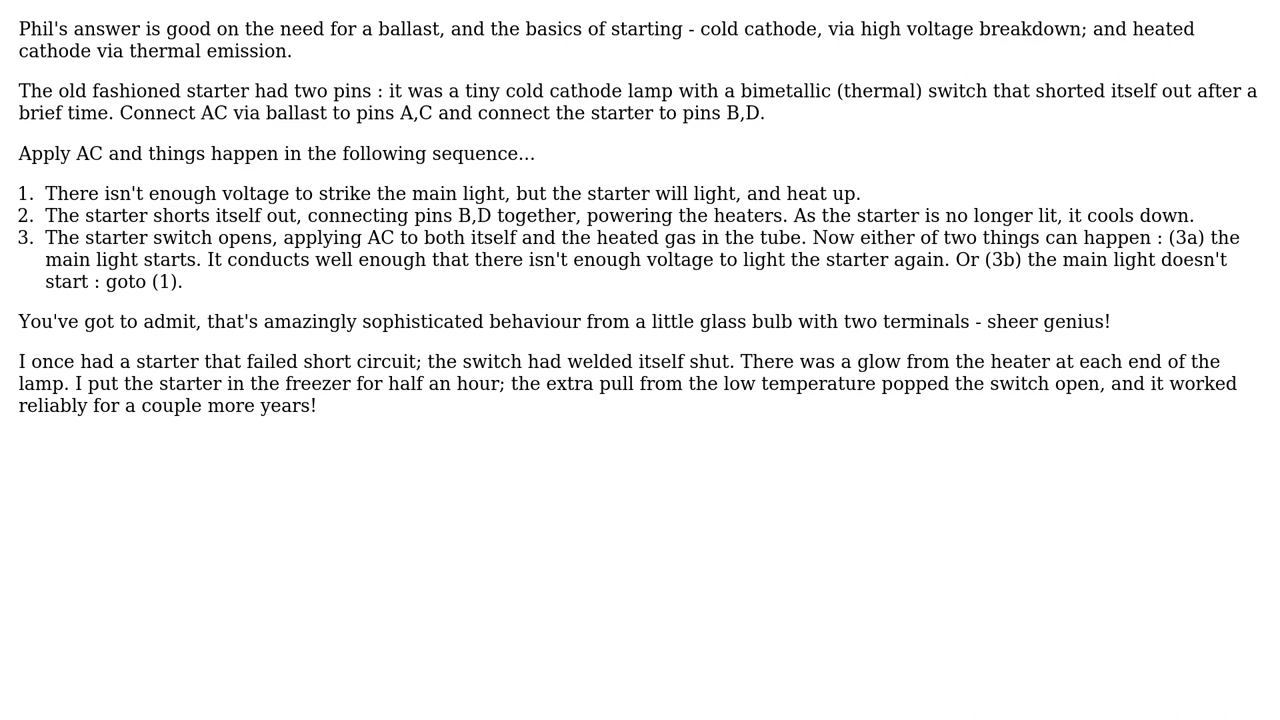 Phil's answer is good on the need for a ballast, and the basics of starting - cold cathode, via high voltage breakdown; and heated
cathode via thermal emission.
The old fashioned starter had two pins : it was a tiny cold cathode lamp with a bimetallic (thermal) switch that shorted itself out after a
brief time. Connect AC via ballast to pins A,C and connect the starter to pins B,D.
Apply AC and things happen in the following sequence...
1. There isn't enough voltage to strike the main light, but the starter will light, and heat up.
2. The starter shorts itself out, connecting pins B,D together, powering the heaters. As the starter is no longer lit, it cools down.
3. The starter switch opens, applying AC to both itself and the heated gas in the tube. Now either of two things can happen : (3a) the
main light starts. It conducts well enough that there isn't enough voltage to light the starter again. Or (3b) the main light doesn't
start : goto (1).
You've got to admit, that's amazingly sophisticated behaviour from a little glass bulb with two terminals - sheer genius!
I once had a starter that failed short circuit; the switch had welded itself shut. There was a glow from the heater at each end of the
lamp. I put the starter in the freezer for half an hour; the extra pull from the low temperature popped the switch open, and it worked
reliably for a couple more years!